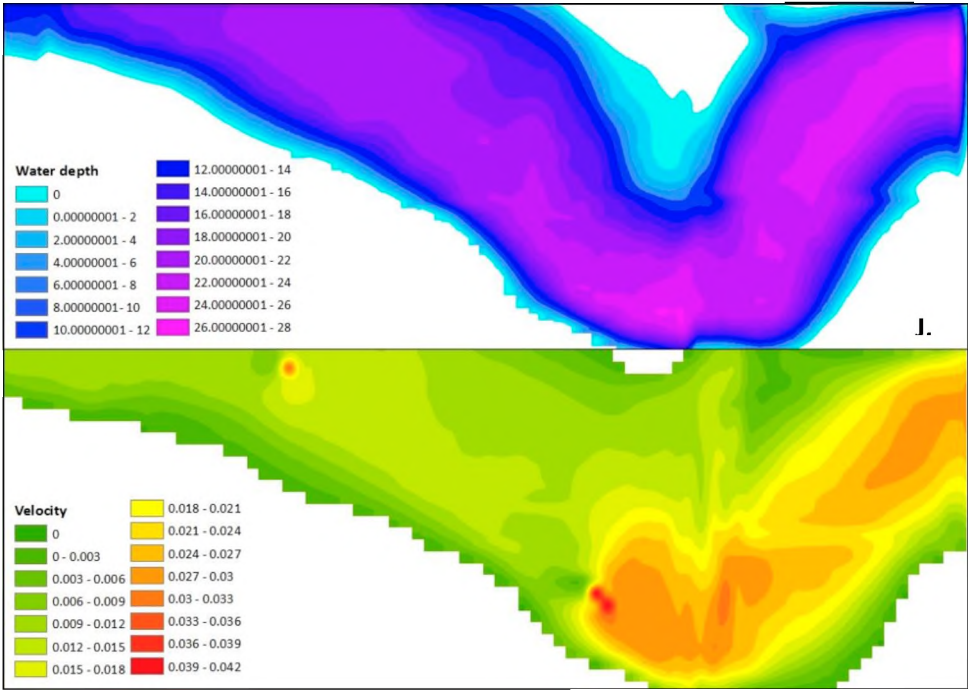 Water depth
0
0.00000001 - 2
2.00000001 - 4
4.00000001 - 6
6.00000001 - 8
8.00000001 - 10
10.00000001 - 12
12.00000001 - 14
14.00000001 - 16
16.00000001 - 18
18.00000001 - 20
20.00000001 - 22
22.00000001 - 24
24.00000001 - 26
26.00000001 - 28
Velocity
0
0 - 0.003
0.003 - 0.006
0.006 - 0.009
0.009 - 0.012
0.012 - 0.015
0.015 - 0.018
0.018 - 0.021
0.021 - 0.024
0.024 - 0.027
0.027 - 0.03
0.03 - 0.033
0.033 - 0.036
0.036 - 0.039
0.039 - 0.042